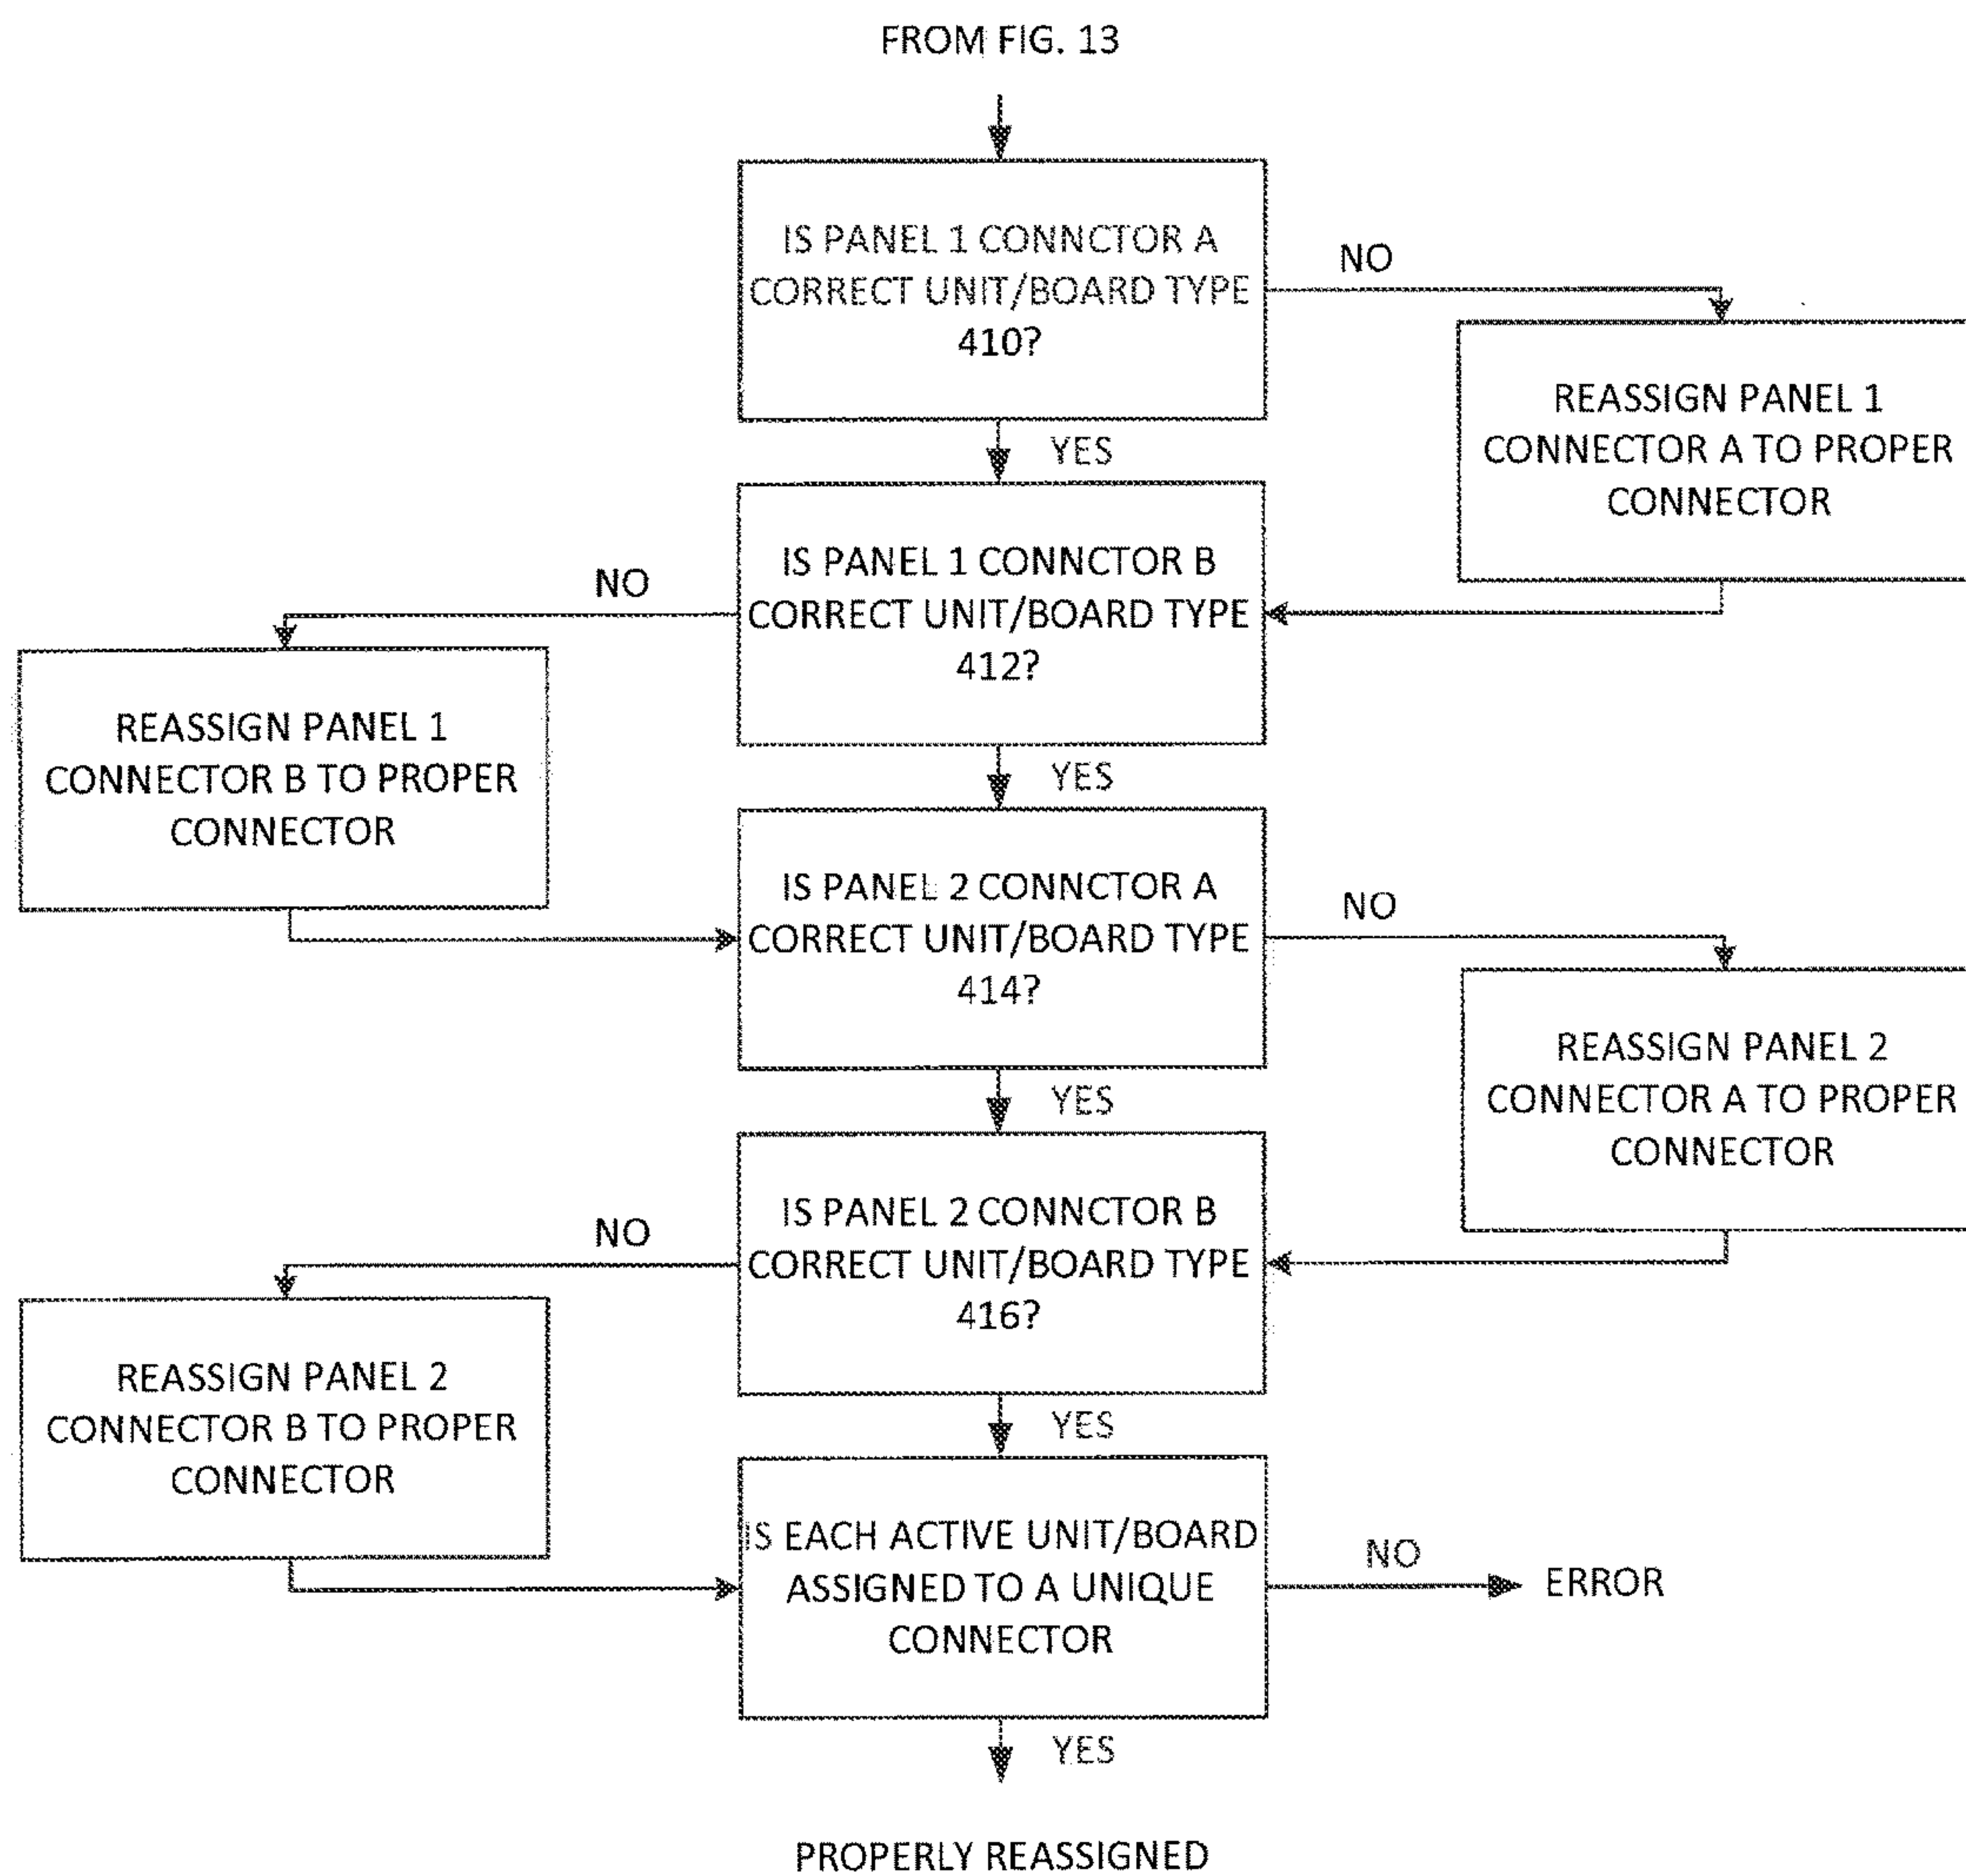 FROM FIG. 13
IS PANEL 1 CONNCTOR A
CORRECT UNIT/BOARD TYPE
410?
NO
REASSIGN PANEL 1
CONNECTOR A TO PROPER
CONNECTOR
YES
IS PANEL 1 CONNCTOR B
CORRECT UNIT/BOARD TYPE
412?
NO
REASSIGN PANEL 1
CONNECTOR B TO PROPER
CONNECTOR
YES
IS PANEL 2 CONNCTOR A
CORRECT UNIT/BOARD TYPE
414?
NO
REASSIGN PANEL 2
CONNECTOR A TO PROPER
CONNECTOR
YES
IS PANEL 2 CONNCTOR B
CORRECT UNIT/BOARD TYPE
416?
NO
REASSIGN PANEL 2
CONNECTOR B TO PROPER
CONNECTOR
YES
IS EACH ACTIVE UNIT/BOARD
ASSIGNED TO A UNIQUE
CONNECTOR
NO
ERROR
YES
PROPERLY REASSIGNED